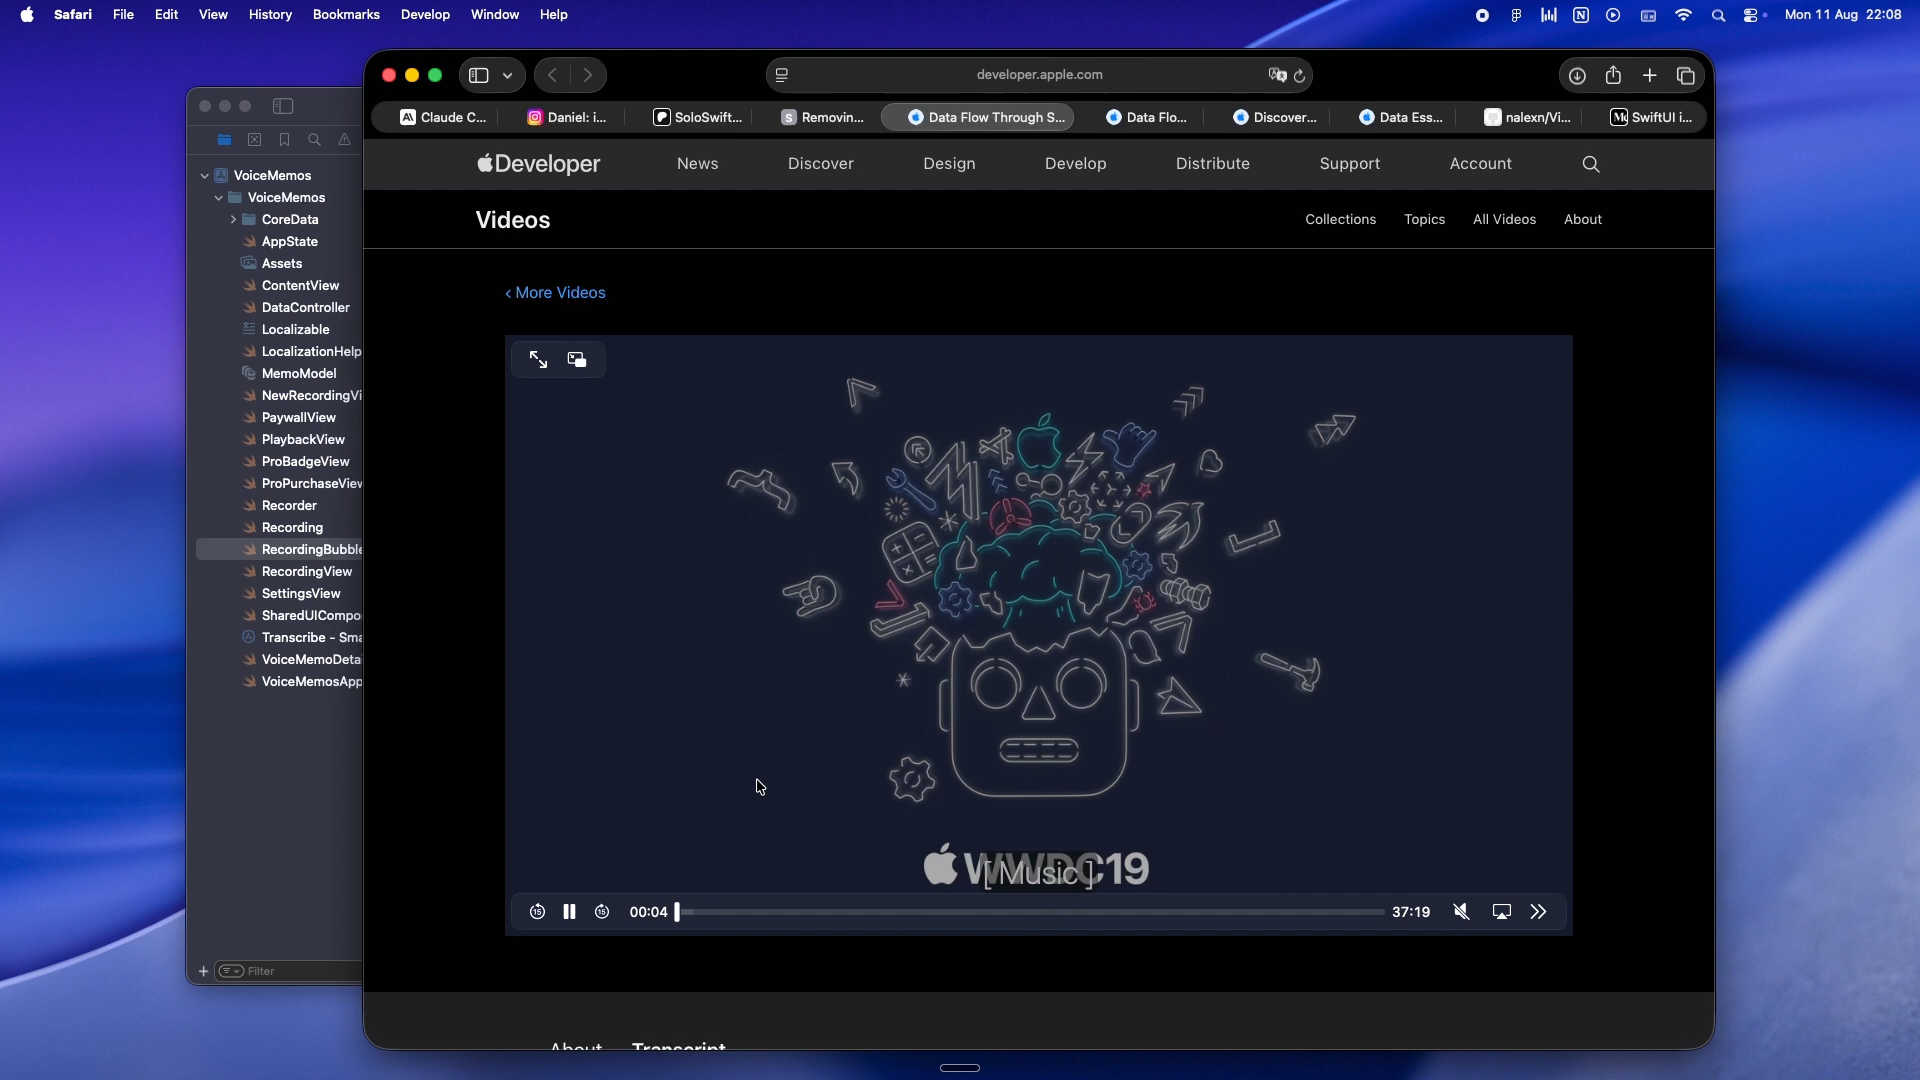 Safari File Edit View History Bookmarks Develop Window Help
Mon 11 Aug 22:08
developer.apple.com
Claude C...
Daniel: i...
SoloSwift...
Removin...
Data Flow Through S...
Data Flo...
Discover...
Data Ess...
nalexn/Vi...
SwiftUI i...
Developer
News
Discover
Design
Develop
Distribute
Support
Account
Videos
Collections
Topics
All Videos
About
VoiceMemos
VoiceMemos
CoreData
AppState
Assets
ContentView
DataController
Localizable
LocalizationHelp
MemoModel
NewRecordingVi
PaywallView
PlaybackView
ProBadgeView
ProPurchaseView
Recorder
Recording
RecordingBubble
RecordingView
SettingsView
SharedUICompo
Transcribe - Sma
VoiceMemoDeta
VoiceMemosApp
Filter
< More Videos
WWDC19
[ Music ]
15
15
00:04
37:19
About Transcript